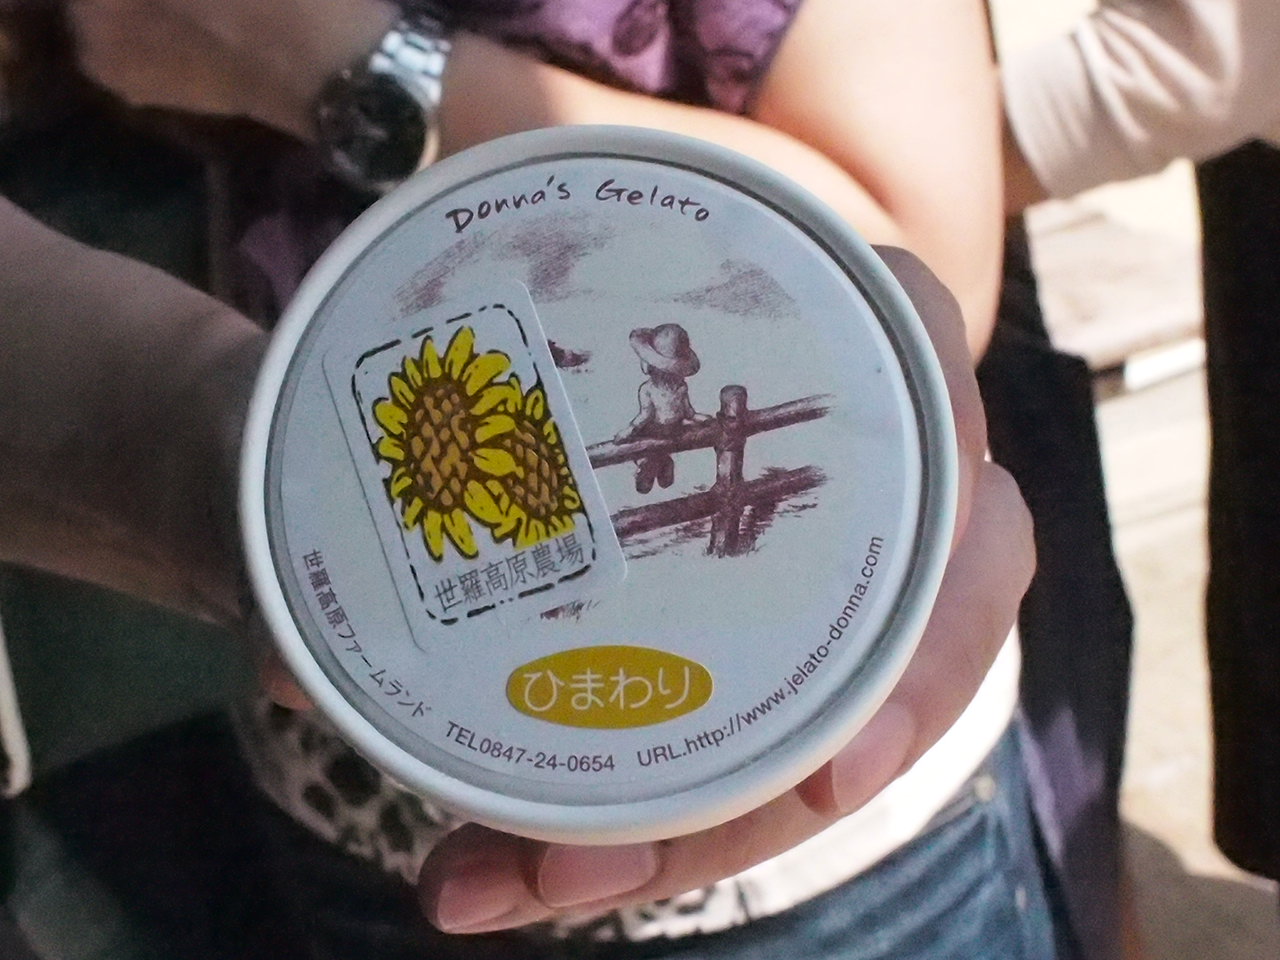 Donna's Gelato
世羅高原農場
ひまわり
世羅高原ファームランド TEL0847-24-0654 URL.http://www.jelato-donna.com